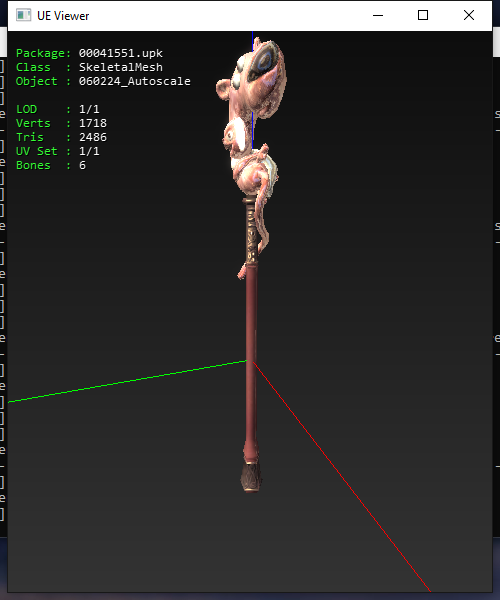 UE Viewer
Package: 00041551.upk
Class  : SkeletalMesh
Object : 060224_Autoscale
LOD    : 1/1
Verts  : 1718
Tris   : 2486
UV Set : 1/1
Bones  : 6